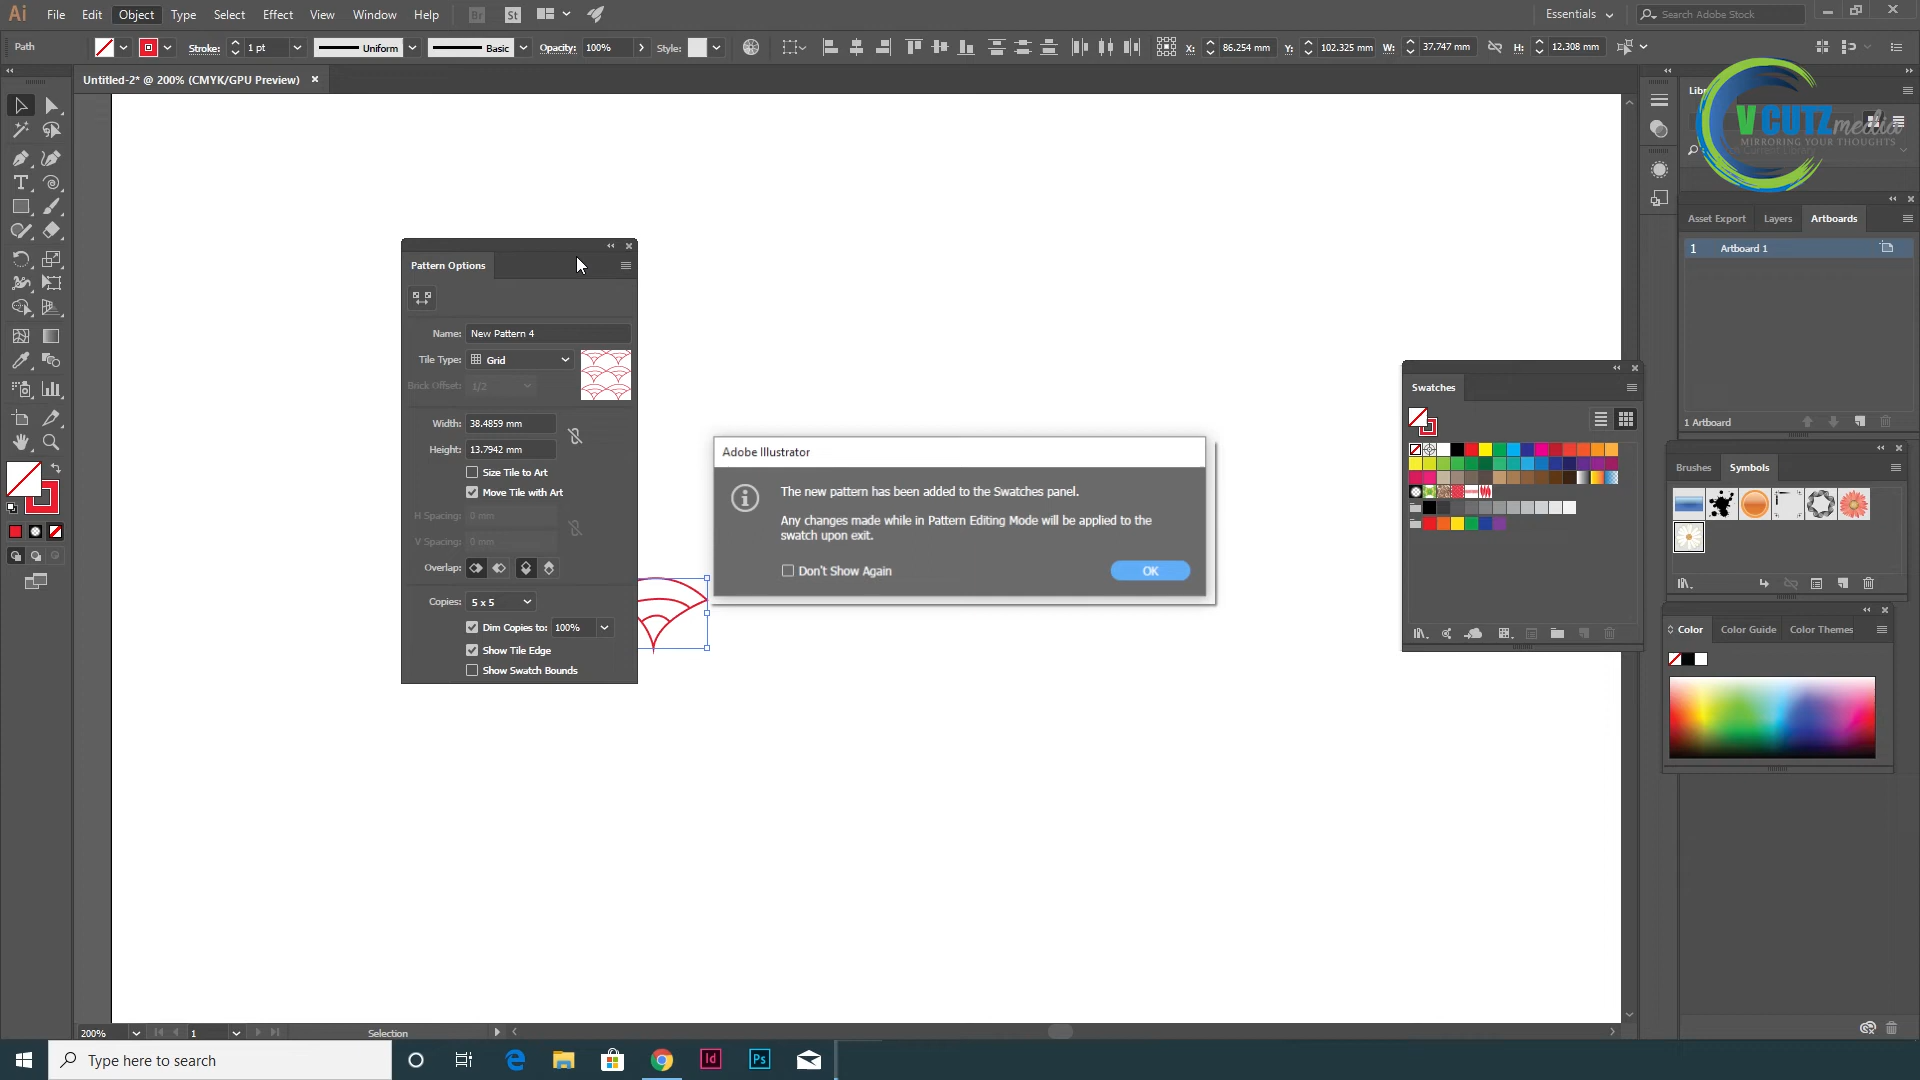 Ai File Edit Object Type Select Effect View Window Help Br St Essentials Search Adobe Stock
Path Stroke: 1 pt Uniform Basic Opacity: 100% Style: X: 86.254 mm Y: 102.325 mm W: 37.747 mm H: 12.308 mm
Untitled-2* @ 200% (CMYK/GPU Preview)
V CUTZ media
MIRRORING YOUR THOUGHTS
Asset Export Layers Artboards
1 Artboard 1
1 Artboard
Pattern Options
Name: New Pattern 4
Tile Type: Grid
Brick Offset: 1/2
Width: 38.4859 mm
Height: 13.7942 mm
Size Tile to Art
Move Tile with Art
H Spacing: 0 mm
V Spacing: 0 mm
Overlap:
Copies: 5 x 5
Dim Copies to: 100%
Show Tile Edge
Show Swatch Bounds
Adobe Illustrator
The new pattern has been added to the Swatches panel.
Any changes made while in Pattern Editing Mode will be applied to the
swatch upon exit.
Don't Show Again OK
Swatches
Brushes Symbols
Color Color Guide Color Themes
200% 1 Selection
Type here to search
Id Ps